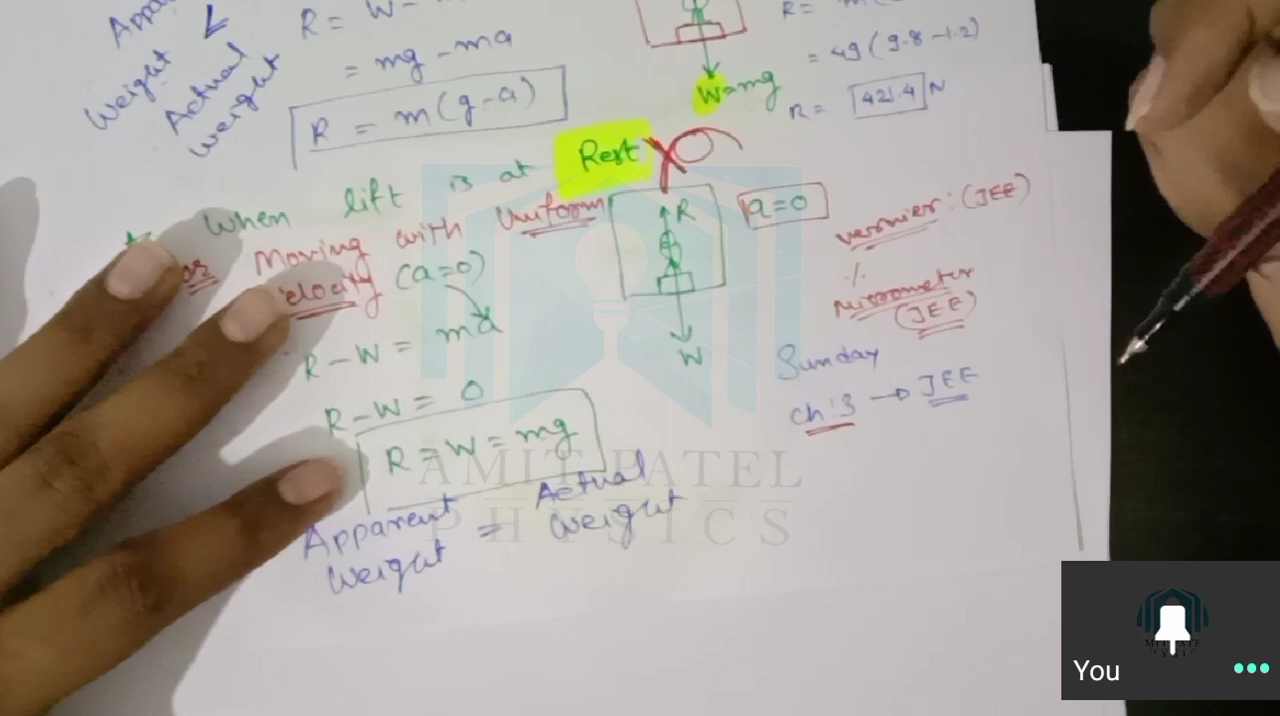 Weight
Actual
weight
R = W-
= mg - ma
R = m(g-a)
W=mg
= 49 (9.8-1.2)
R = 421.4 N
When lift is at Rest
or Moving with Uniform
velocity (a=0)
R a=0
W
R-W = ma
R-W = 0
R = W = mg
Apparent = Actual
Weight Weight
vernier: (JEE)
micrometer
(JEE)
Sunday
ch:3 → JEE
AMIT PATEL
PHYSICS
You